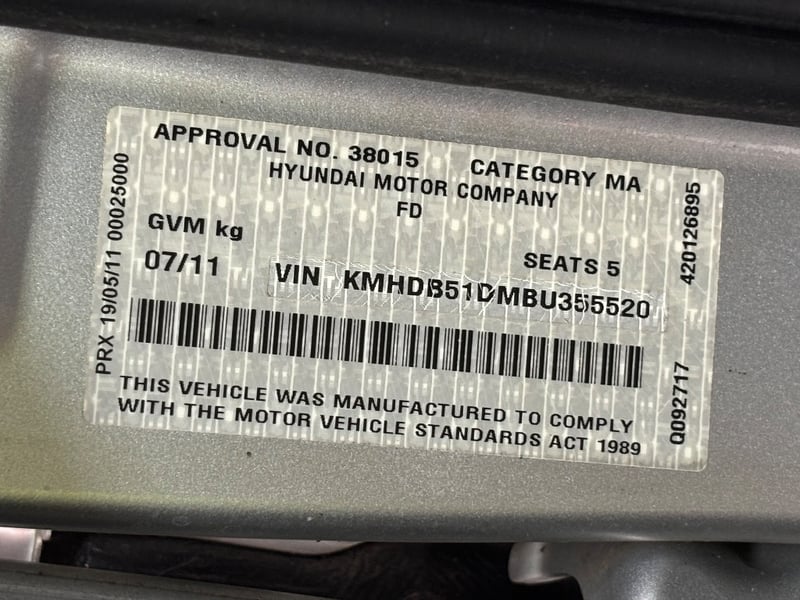 APPROVAL NO. 38015 CATEGORY MA
HYUNDAI MOTOR COMPANY
FD
GVM kg
SEATS 5
07/11
VIN KMHDB51DMBU355520
THIS VEHICLE WAS MANUFACTURED TO COMPLY
WITH THE MOTOR VEHICLE STANDARDS ACT 1989
PRX 19/05/11 00025000
420126895
Q092717